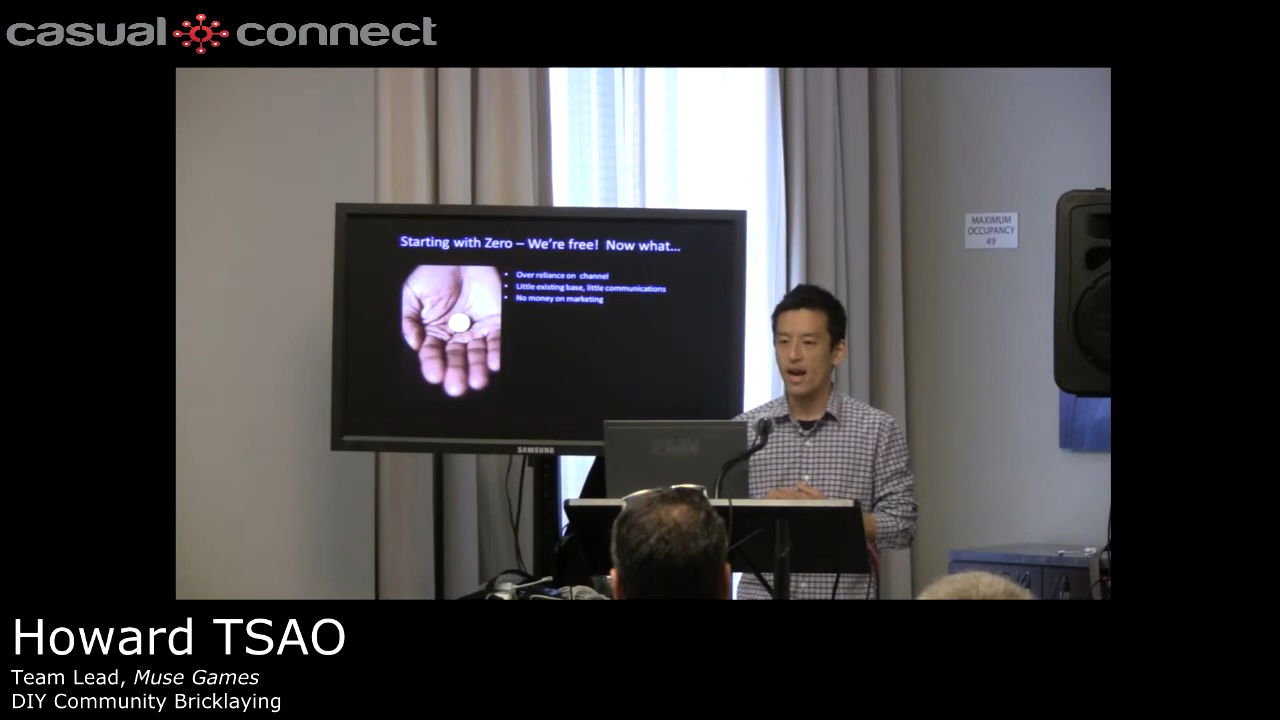 casual connect
Starting with Zero – We're free! Now what...
• Over reliance on channel
• Little existing base, little communications
• No money on marketing
MAXIMUM
OCCUPANCY
49
SAMSUNG
Howard TSAO
Team Lead, Muse Games
DIY Community Bricklaying